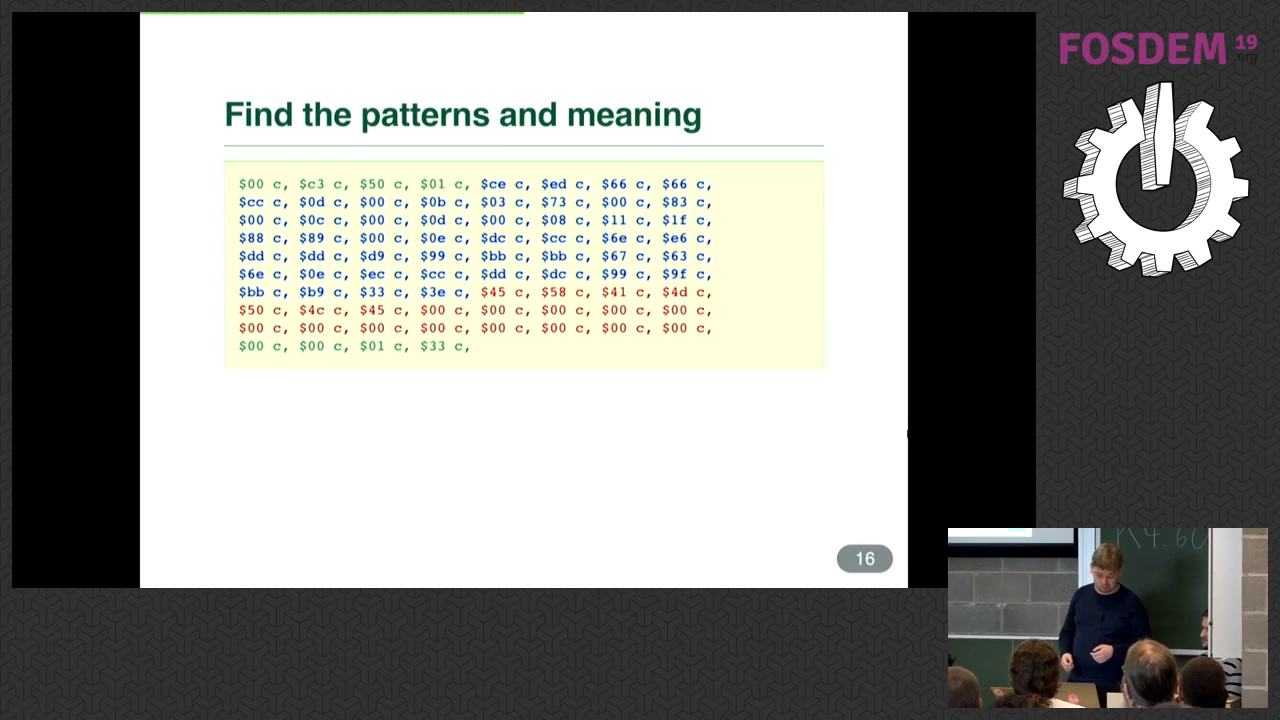 FOSDEM 19
.org
Find the patterns and meaning
$00 c, $c3 c, $50 c, $01 c, $ce c, $ed c, $66 c, $66 c,
$cc c, $0d c, $00 c, $0b c, $03 c, $73 c, $00 c, $83 c,
$00 c, $0c c, $00 c, $0d c, $00 c, $08 c, $11 c, $1f c,
$88 c, $89 c, $00 c, $0e c, $dc c, $cc c, $6e c, $e6 c,
$dd c, $dd c, $d9 c, $99 c, $bb c, $bb c, $67 c, $63 c,
$6e c, $0e c, $ec c, $cc c, $dd c, $dc c, $99 c, $9f c,
$bb c, $b9 c, $33 c, $3e c, $45 c, $58 c, $41 c, $4d c,
$50 c, $4c c, $45 c, $00 c, $00 c, $00 c, $00 c, $00 c,
$00 c, $00 c, $00 c, $00 c, $00 c, $00 c, $00 c, $00 c,
$00 c, $00 c, $01 c, $33 c,
16